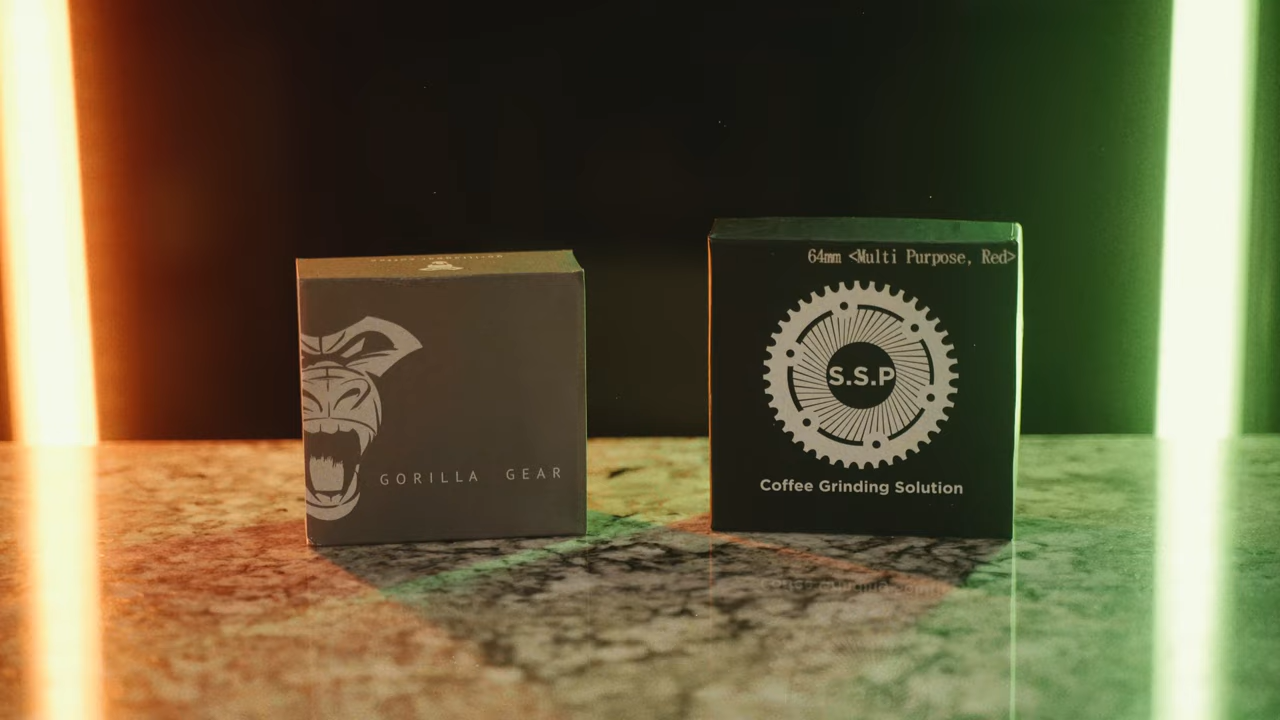 GORILLA GEAR
64mm <Multi Purpose, Red>
S.S.P
Coffee Grinding Solution